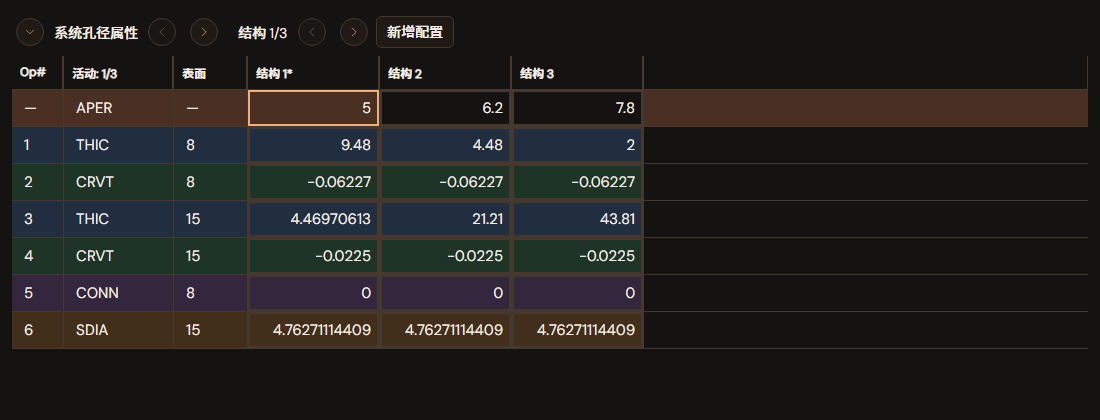 系统孔径属性 结构 1/3 新增配置
Op# 活动: 1/3 表面 结构 1* 结构 2 结构 3
— APER — 5 6.2 7.8
1 THIC 8 9.48 4.48 2
2 CRVT 8 -0.06227 -0.06227 -0.06227
3 THIC 15 4.46970613 21.21 43.81
4 CRVT 15 -0.0225 -0.0225 -0.0225
5 CONN 8 0 0 0
6 SDIA 15 4.76271114409 4.76271114409 4.76271114409